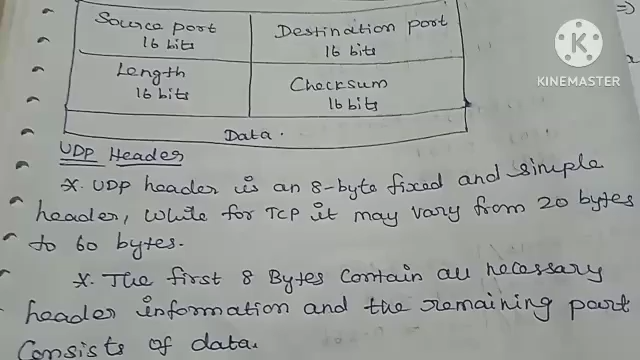 Source port Destination port
16 bits 16 bits
Length Checksum
16 bits 16 bits
Data.
UDP Header
*. UDP header is an 8-byte fixed and simple
header, while for TCP it may vary from 20 bytes
to 60 bytes.
*. The first 8 Bytes contain all necessary
header information and the remaining part
consists of data.
KINEMASTER